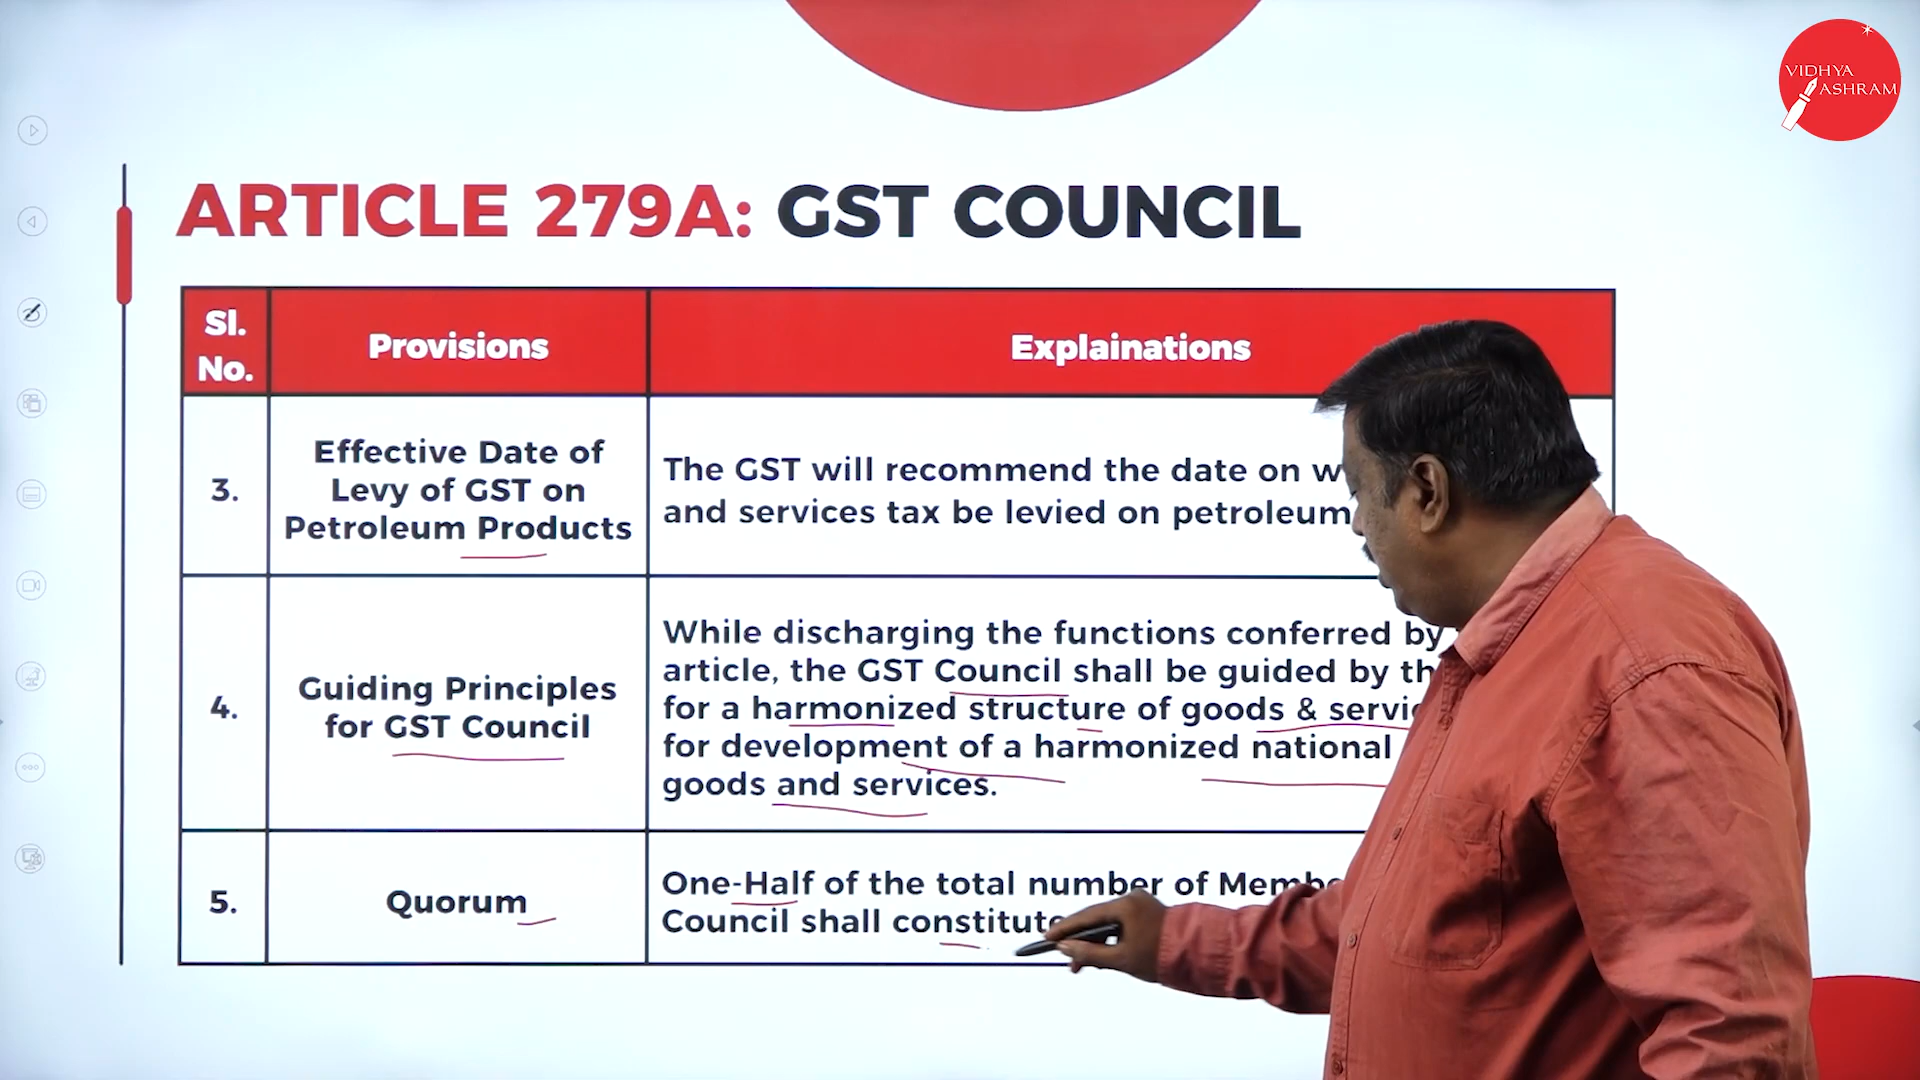 VIDHYA
ASHRAM
ARTICLE 279A: GST COUNCIL
Sl.
No.
Provisions
Explainations
3.
Effective Date of
Levy of GST on
Petroleum Products
The GST will recommend the date on
and services tax be levied on petroleum
4.
Guiding Principles
for GST Council
While discharging the functions conferred by
article, the GST Council shall be guided by
for a harmonized structure of goods &
for development of a harmonized national
goods and services.
5.
Quorum
One-Half of the total number of
Council shall